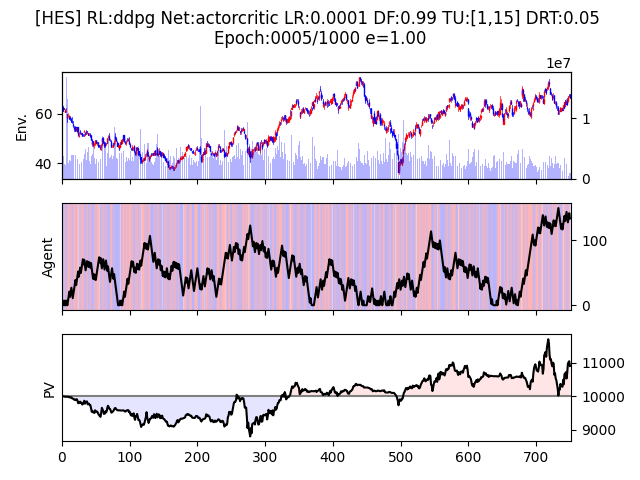 [HES] RL:ddpg Net:actorcritic LR:0.0001 DF:0.99 TU:[1,15] DRT:0.05
Epoch:0005/1000 e=1.00
1e7
Env.
60
40
1
0
Agent
100
0
PV
11000
10000
9000
0 100 200 300 400 500 600 700